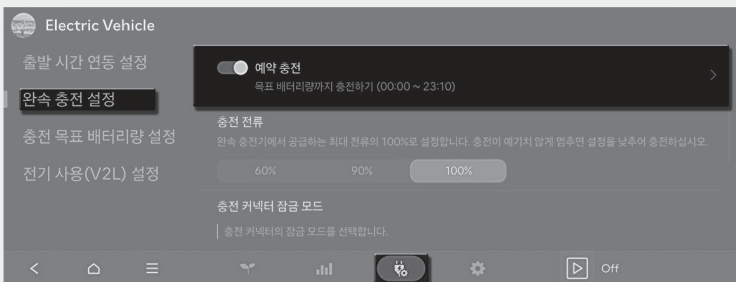 Electric Vehicle
출발 시간 연동 설정
완속 충전 설정
충전 목표 배터리량 설정
전기 사용(V2L) 설정
예약 충전
목표 배터리량까지 충전하기 (00:00 ~ 23:10)
충전 전류
완속 충전기에서 공급하는 최대 전류의 100%로 설정합니다. 충전이 예기치 않게 멈추면 설정을 낮추어 충전하십시오.
60% 90% 100%
충전 커넥터 잠금 모드
충전 커넥터의 잠금 모드를 선택합니다.
Off